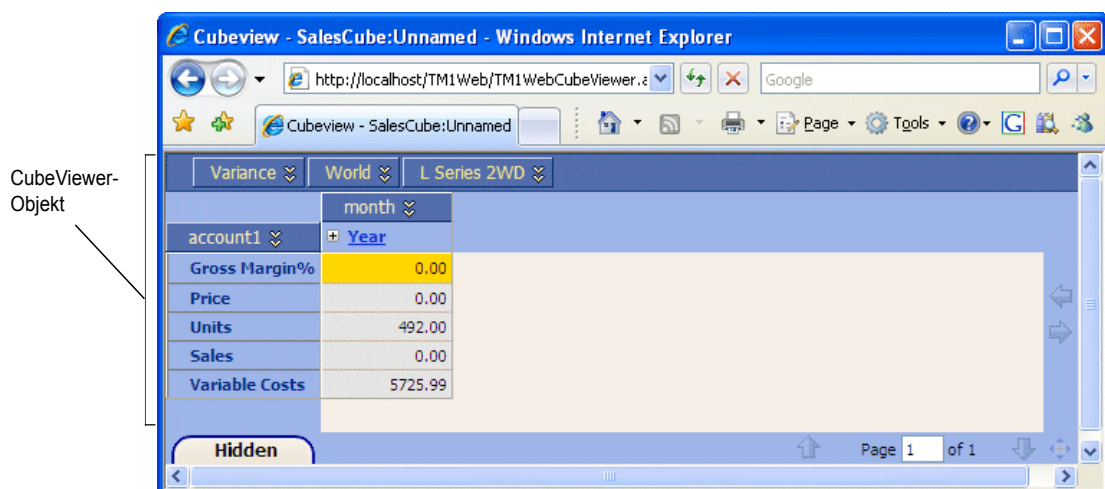 Cubeview - SalesCube:Unnamed - Windows Internet Explorer
http://localhost/TM1Web/TM1WebCubeViewer.a
Google
Cubeview - SalesCube:Unnamed
Page
Tools
G
CubeViewer-
Objekt
Variance World L Series 2WD
month
account1 Year
Gross Margin% 0.00
Price 0.00
Units 492.00
Sales 0.00
Variable Costs 5725.99
Hidden
Page 1 of 1